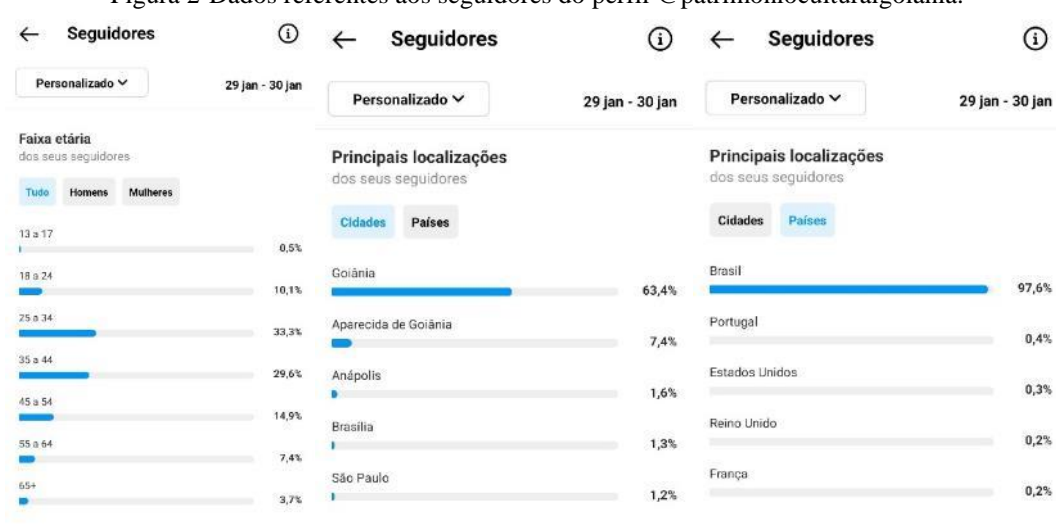 Figura 2-Dados referentes aos seguidores do perfil @patrimonioculturalgoiania.
Seguidores
Personalizado
29 jan - 30 jan
Faixa etária
dos seus seguidores
Tudo Homens Mulheres
13 a 17
0,5%
18 a 24
10,1%
25 a 34
33,3%
35 a 44
29,6%
45 a 54
14,9%
55 a 64
7,4%
65+
3,7%
Seguidores
Personalizado
29 jan - 30 jan
Principais localizações
dos seus seguidores
Cidades Países
Goiânia
63,4%
Aparecida de Goiânia
7,4%
Anápolis
1,6%
Brasília
1,3%
São Paulo
1,2%
Seguidores
Personalizado
29 jan - 30 jan
Principais localizações
dos seus seguidores
Cidades Países
Brasil
97,6%
Portugal
0,4%
Estados Unidos
0,3%
Reino Unido
0,2%
França
0,2%